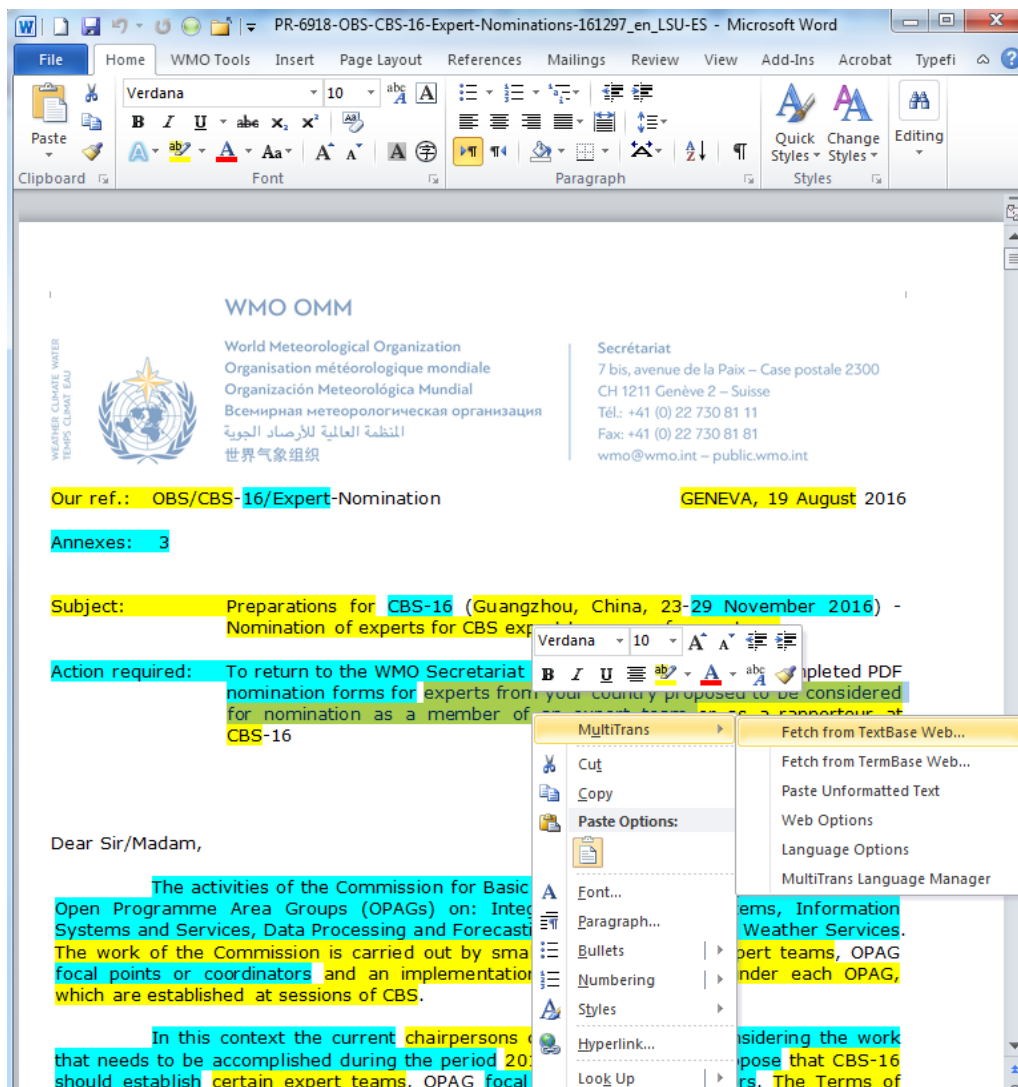 PR-6918-OBS-CBS-16-Expert-Nominations-161297_en_LSU-ES - Microsoft Word
File Home WMO Tools Insert Page Layout References Mailings Review View Add-Ins Acrobat Typefi
Verdana 10
Paste
Quick Styles
Change Styles
Editing
Clipboard Font Paragraph Styles
WEATHER CLIMATE WATER
TEMPS CLIMAT EAU
WMO OMM
World Meteorological Organization
Organisation météorologique mondiale
Organización Meteorológica Mundial
Всемирная метеорологическая организация
المنظمة العالمية للأرصاد الجوية
世界气象组织
Secrétariat
7 bis, avenue de la Paix – Case postale 2300
CH 1211 Genève 2 – Suisse
Tél.: +41 (0) 22 730 81 11
Fax: +41 (0) 22 730 81 81
wmo@wmo.int – public.wmo.int
Our ref.: OBS/CBS-16/Expert-Nomination GENEVA, 19 August 2016
Annexes: 3
Subject: Preparations for CBS-16 (Guangzhou, China, 23-29 November 2016) -
Nomination of experts for CBS
Action required: To return to the WMO Secretariat PDF
nomination forms for experts from your country proposed to be considered
for nomination as a member of an expert team or as a rapporteur at
CBS-16
Verdana 10
MultiTrans
Cut
Copy
Paste Options:
Font...
Paragraph...
Bullets
Numbering
Styles
Hyperlink...
Look Up
Fetch from TextBase Web...
Fetch from TermBase Web...
Paste Unformatted Text
Web Options
Language Options
MultiTrans Language Manager
Dear Sir/Madam,
The activities of the Commission for Basic
Open Programme Area Groups (OPAGs) on: Information
Systems and Services, Data Processing and Weather Services.
The work of the Commission is carried out by teams, OPAG
focal points or coordinators and an each OPAG,
which are established at sessions of CBS.
In this context the current chairpersons the work
that needs to be accomplished during the period that CBS-16
should establish certain expert teams, OPAG focal The Terms of